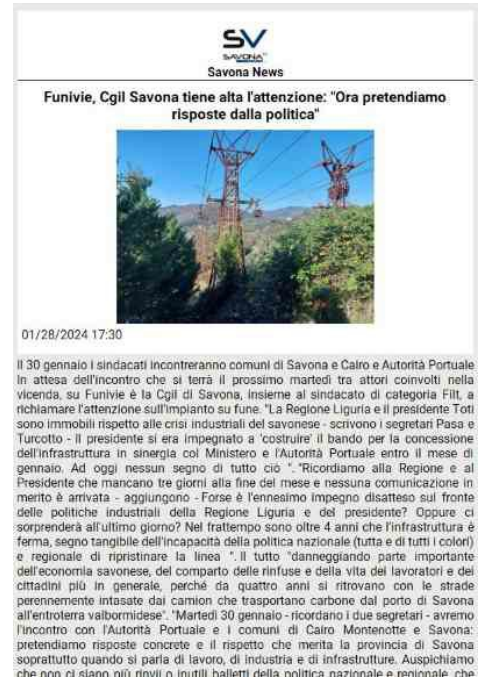 SV
SAVONA
Savona News
Funivie, Cgil Savona tiene alta l'attenzione: "Ora pretendiamo
risposte dalla politica"
01/28/2024 17:30
Il 30 gennaio i sindacati incontreranno comuni di Savona e Cairo e Autorità Portuale
In attesa dell'incontro che si terrà il prossimo martedì tra attori coinvolti nella
vicenda, su Funivie è la Cgil di Savona, insieme al sindacato di categoria Filt, a
richiamare l'attenzione sull'impianto su fune. "La Regione Liguria e il presidente Toti
sono immobili rispetto alle crisi industriali del savonese - scrivono i segretari Pasa e
Turcotto - Il presidente si era impegnato a 'costruire' il bando per la concessione
dell'infrastruttura in sinergia col Ministero e l'Autorità Portuale entro il mese di
gennaio. Ad oggi nessun segno di tutto ciò ". "Ricordiamo alla Regione e al
Presidente che mancano tre giorni alla fine del mese e nessuna comunicazione in
merito è arrivata - aggiungono - Forse è l'ennesimo impegno disatteso sul fronte
delle politiche industriali della Regione Liguria e del presidente? Oppure ci
sorprenderà all'ultimo giorno? Nel frattempo sono oltre 4 anni che l'infrastruttura è
ferma, segno tangibile dell'incapacità della politica nazionale (tutta e di tutti i colori)
e regionale di ripristinare la linea ". Il tutto "danneggiando parte importante
dell'economia savonese, del comparto delle rinfuse e della vita dei lavoratori e dei
cittadini più in generale, perché da quattro anni si ritrovano con le strade
perennemente intasate dai camion che trasportano carbone dal porto di Savona
all'entroterra valbormidese". "Martedì 30 gennaio - ricordano i due segretari - avremo
l'incontro con l'Autorità Portuale e i comuni di Cairo Montenotte e Savona:
pretendiamo risposte concrete e il rispetto che merita la provincia di Savona
soprattutto quando si parla di lavoro, di industria e di infrastrutture. Auspichiamo
che non ci siano più rinvii o inutili balletti della politica nazionale e regionale, che